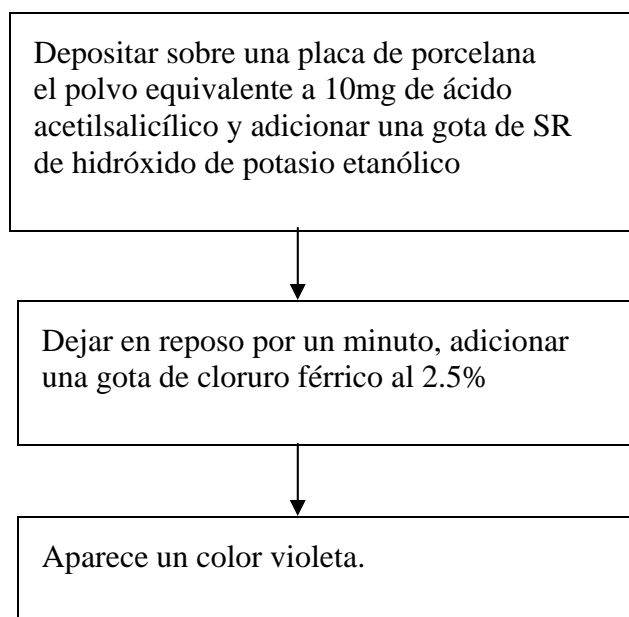 Depositar sobre una placa de porcelana
el polvo equivalente a 10mg de ácido
acetilsalicílico y adicionar una gota de SR
de hidróxido de potasio etanólico
Dejar en reposo por un minuto, adicionar
una gota de cloruro férrico al 2.5%
Aparece un color violeta.